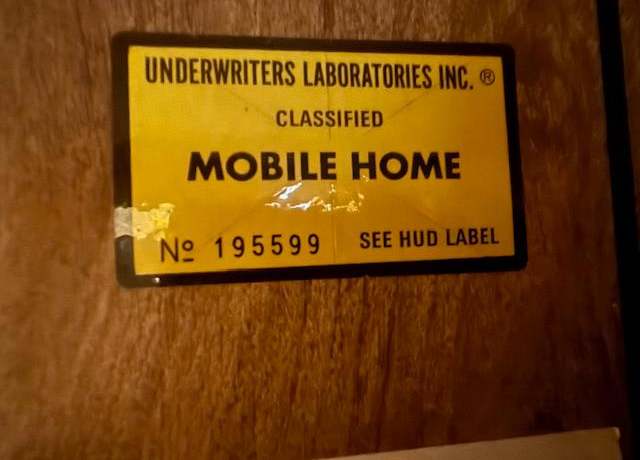 UNDERWRITERS LABORATORIES INC.®
CLASSIFIED
MOBILE HOME
Nº 195599 SEE HUD LABEL